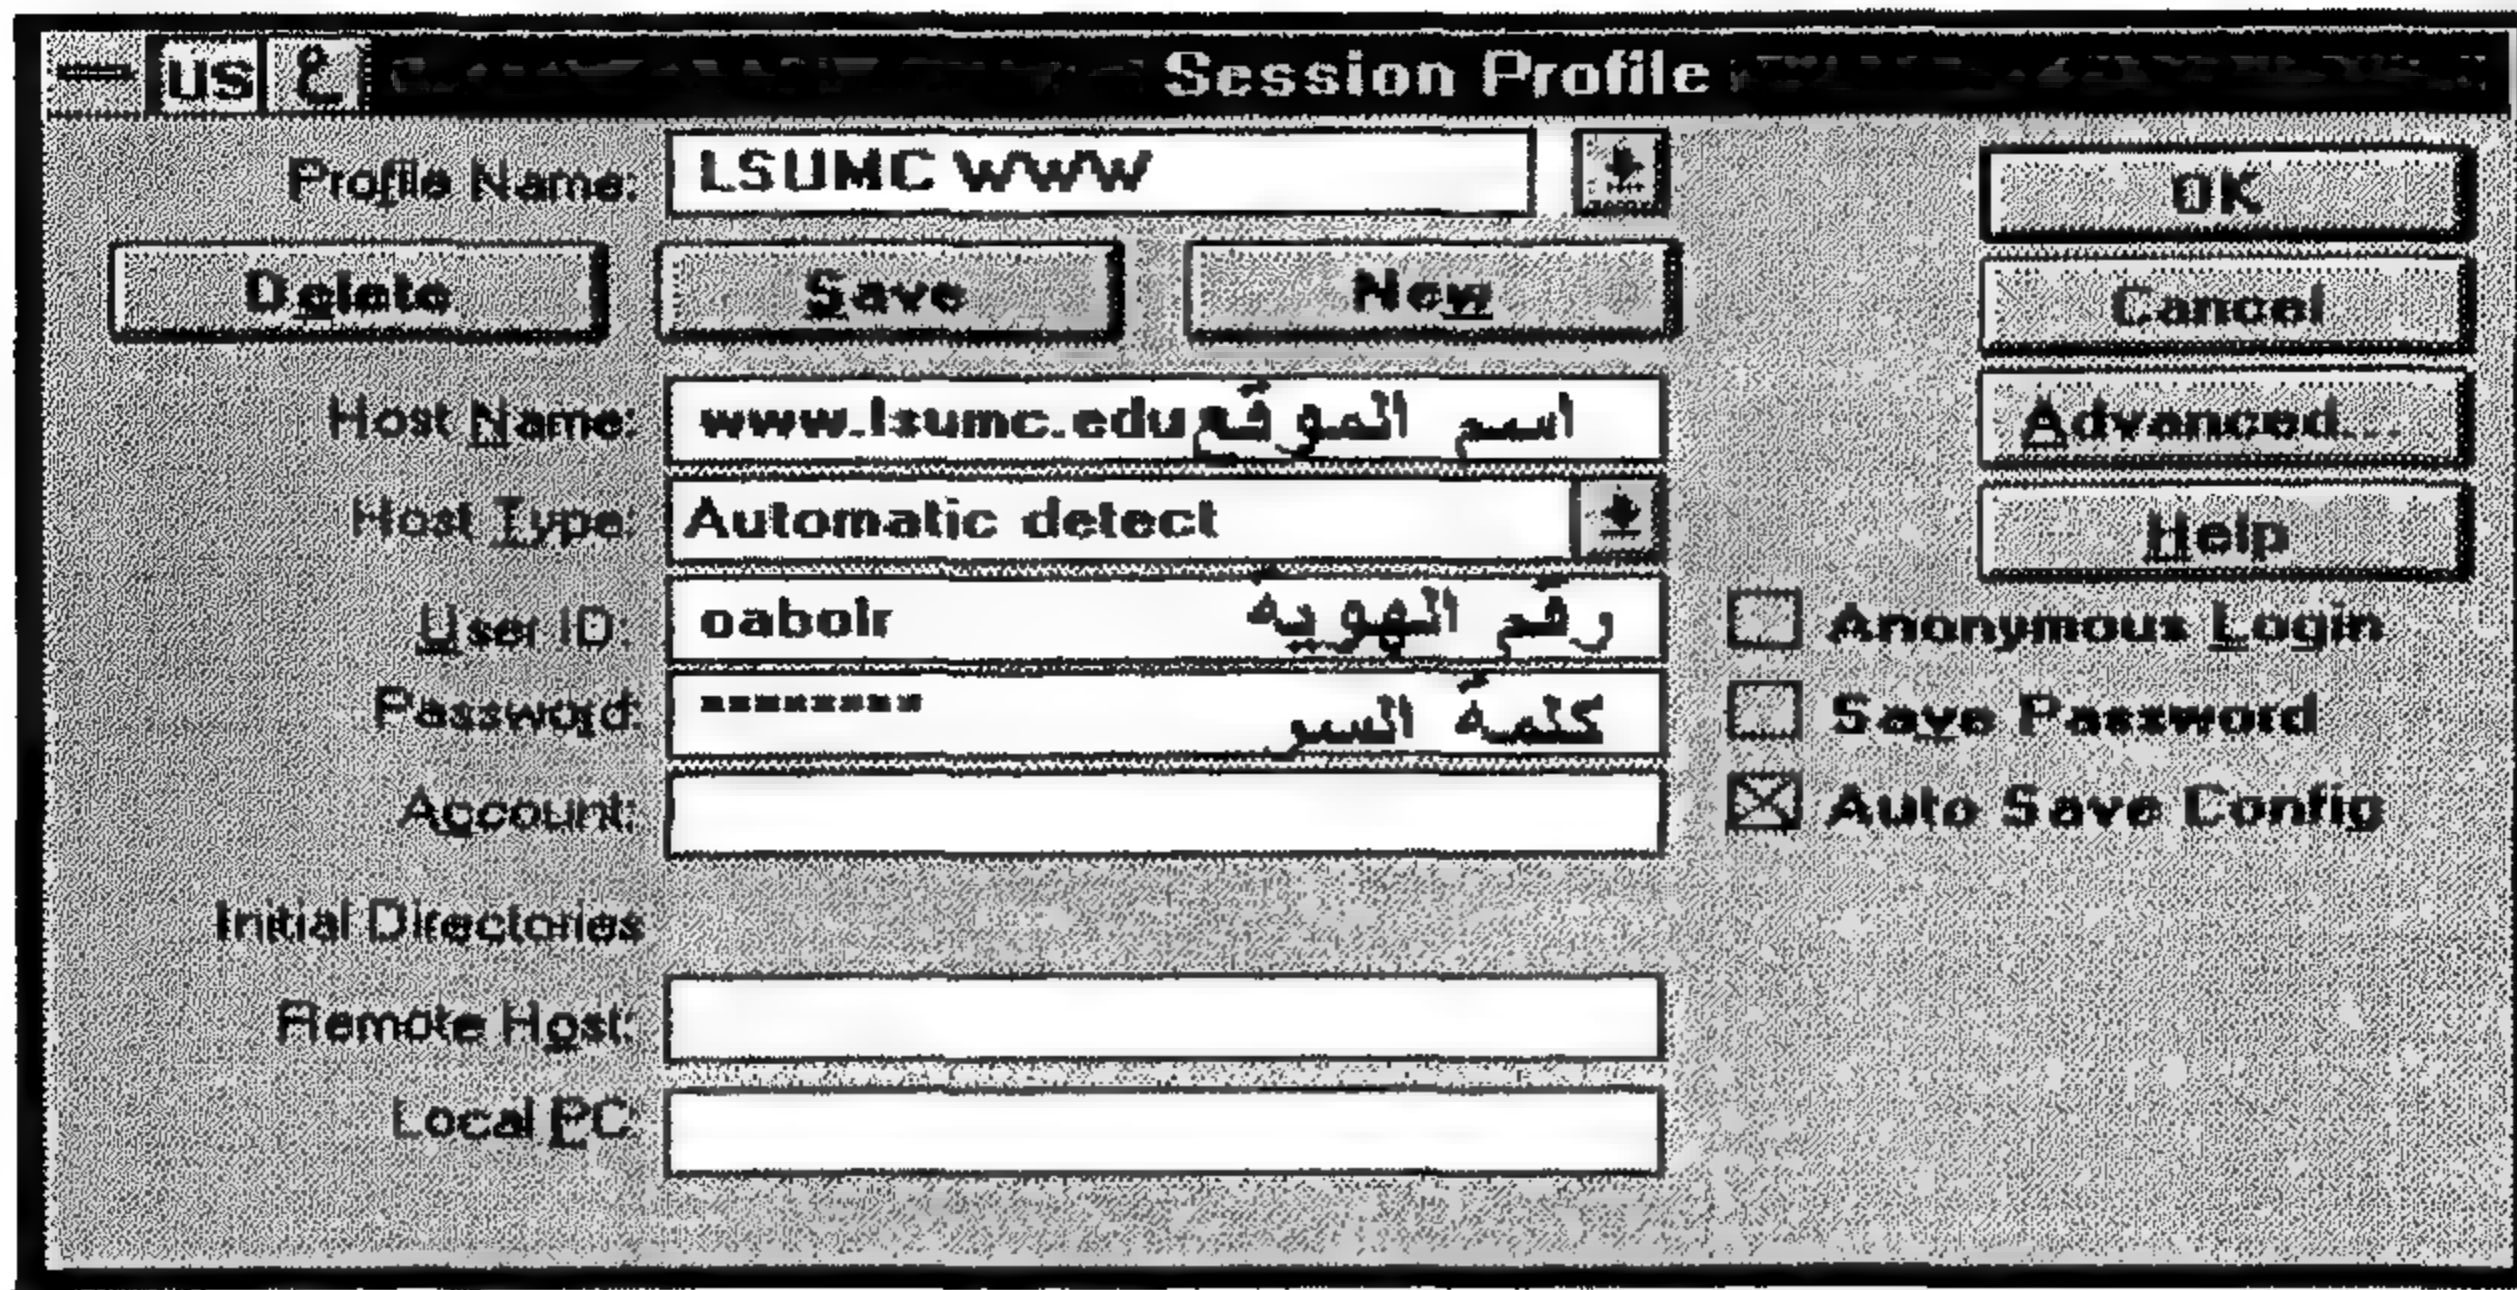 US ع Session Profile
Profile Name: LSUMC WWW
OK
Delete Save New
Cancel
Host Name: www.lsumc.edu اسم الموقع
Advanced...
Host Type: Automatic detect
Help
User ID: oabolr رقم الهوية
Anonymous Login
Password: ******** كلمة السر
Save Password
Account:
Auto Save Config
Initial Directories
Remote Host:
Local PC: